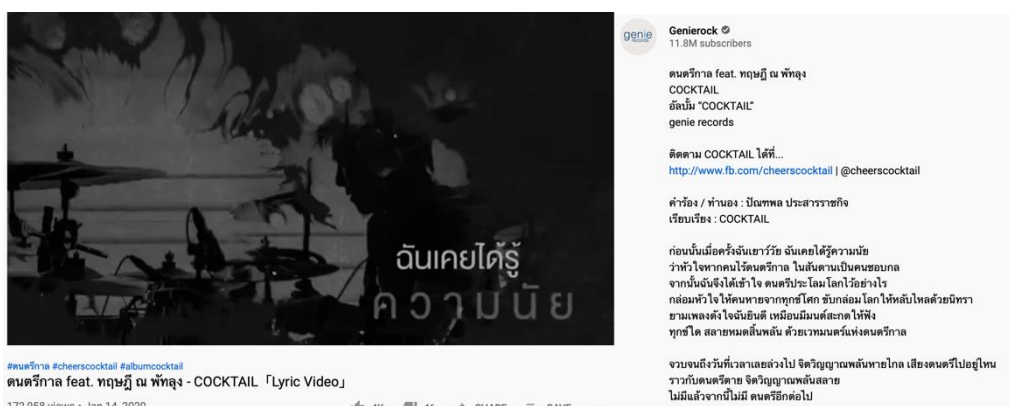 ฉันเคยได้รู้
ความนัย
#ดนตรีกาล #cheerscocktail #albumcocktail
ดนตรีกาล feat. ทฤษฎี ณ พัทลุง - COCKTAIL「Lyric Video」
172,958 views • Jan 14, 2020
4K
46
SHARE
SAVE
genie
records
Genierock
11.8M subscribers
ดนตรีกาล feat. ทฤษฎี ณ พัทลุง
COCKTAIL
อัลบั้ม "COCKTAIL"
genie records
ติดตาม COCKTAIL ได้ที่...
http://www.fb.com/cheerscocktail | @cheerscocktail
คำร้อง / ทำนอง : ปัณฑพล ประสารราชกิจ
เรียบเรียง : COCKTAIL
ก่อนนั้นเมื่อครั้งฉันเยาว์วัย ฉันเคยได้รู้ความนัย
ว่าหัวใจหากคนไร้ดนตรีกาล ในสันดานเป็นคนชอบกล
จากนั้นฉันจึงได้เข้าใจ ดนตรีประโลมโลกไว้อย่างไร
กล่อมหัวใจให้คนหายจากทุกข์โศก ขับกล่อมโลกให้หลับไหลด้วยนิทรา
ยามเพลงดังใจฉันยินดี เหมือนมีมนต์สะกดให้ฟัง
ทุกข์ใด สลายหมดสิ้นพลัน ด้วยเวทมนตร์แห่งดนตรีกาล
จวบจนถึงวันที่เวลาเลยล่วงไป จิตวิญญาณพลันหายไกล เสียงดนตรีไปอยู่ไหน
ราวกับดนตรีตาย จิตวิญญาณพลันสลาย
ไม่มีแล้วจากนี้ไม่มี ดนตรีอีกต่อไป